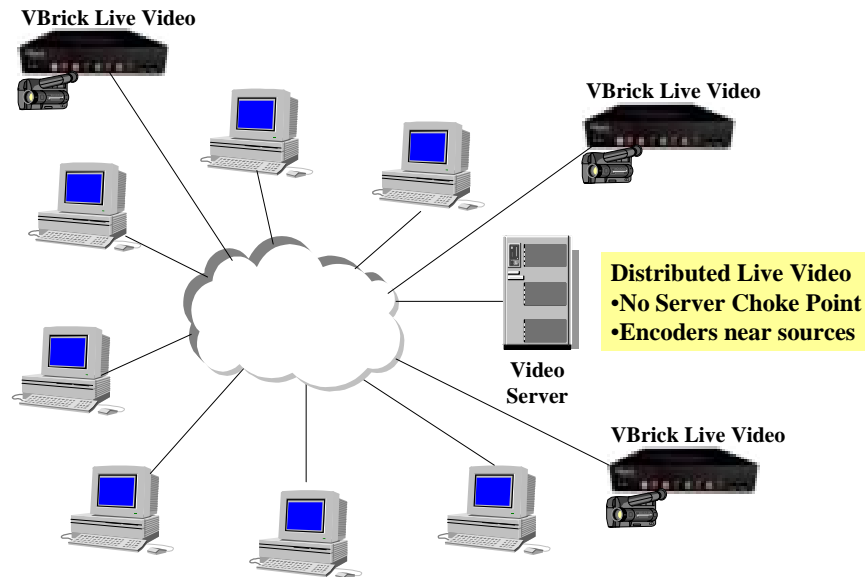 VBrick Live Video
VBrick Live Video
Distributed Live Video
•No Server Choke Point
•Encoders near sources
Video
Server
VBrick Live Video